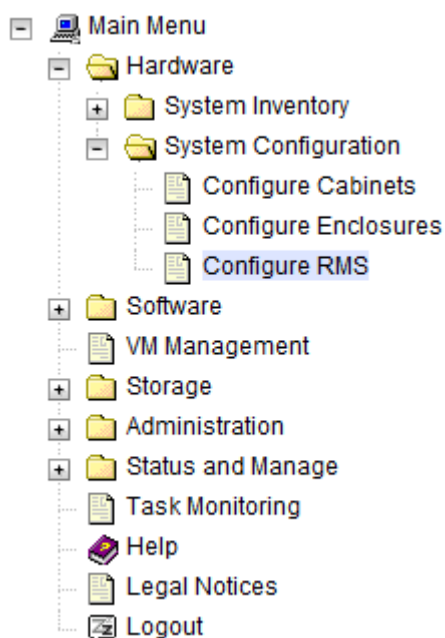 Main Menu
Hardware
System Inventory
System Configuration
Configure Cabinets
Configure Enclosures
Configure RMS
Software
VM Management
Storage
Administration
Status and Manage
Task Monitoring
Help
Legal Notices
Logout